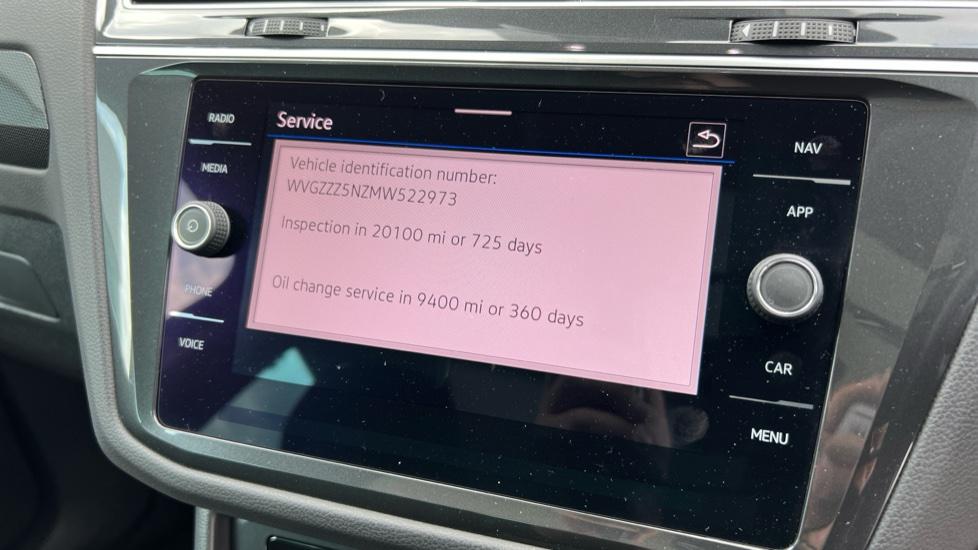 Service
RADIO
MEDIA
PHONE
VOICE
Vehicle identification number:
WVGZZZ5NZMW522973
Inspection in 20100 mi or 725 days
Oil change service in 9400 mi or 360 days
NAV
APP
CAR
MENU